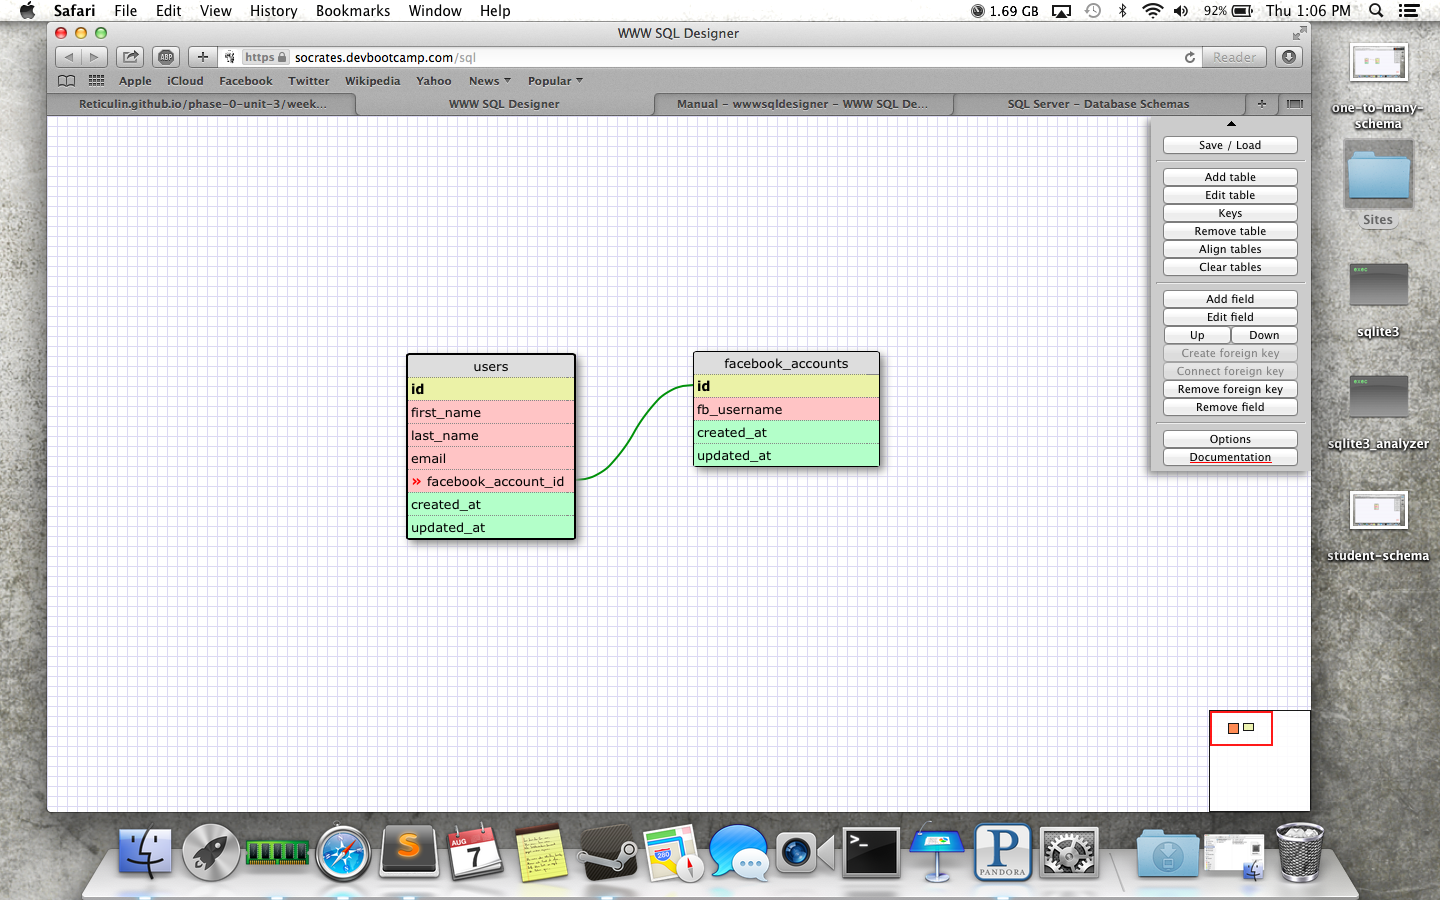 Safari File Edit View History Bookmarks Window Help 1.69 GB 92% Thu 1:06 PM
WWW SQL Designer
ABP https socrates.devbootcamp.com/sql Reader
Apple iCloud Facebook Twitter Wikipedia Yahoo News Popular
Reticulin.github.io/phase-0-unit-3/week... WWW SQL Designer Manual - wwwsqldesigner - WWW SQL De... SQL Server - Database Schemas
Save / Load
Add table
Edit table
Keys
Remove table
Align tables
Clear tables
Add field
Edit field
Up Down
Create foreign key
Connect foreign key
Remove foreign key
Remove field
Options
Documentation
users
id
first_name
last_name
email
» facebook_account_id
created_at
updated_at
facebook_accounts
id
fb_username
created_at
updated_at
one-to-many-
schema
Sites
exec
sqlite3
exec
sqlite3_analyzer
student-schema
S
AUG
7
280
>_
P
PANDORA